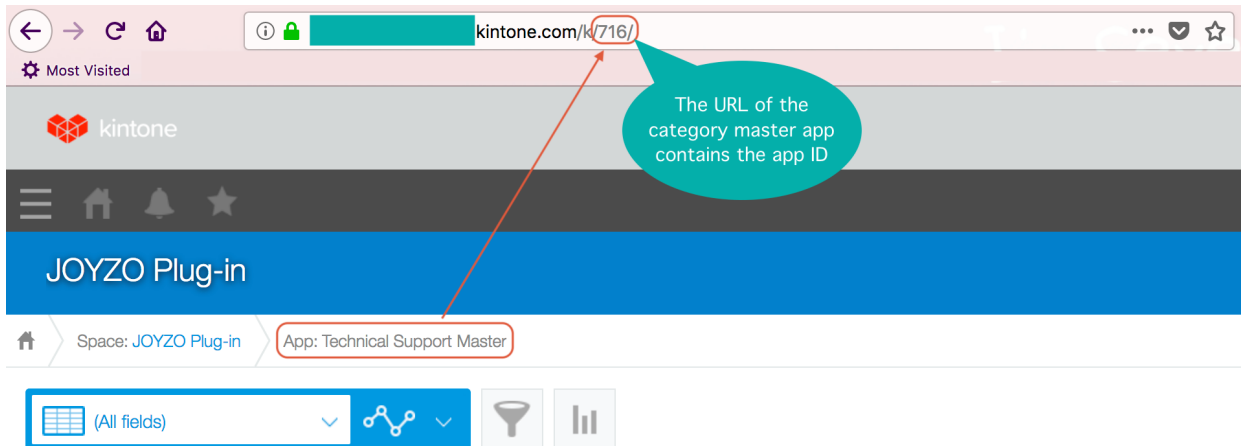 kintone.com/k/716/
Most Visited
The URL of the
category master app
contains the app ID
kintone
JOYZO Plug-in
Space: JOYZO Plug-in
App: Technical Support Master
(All fields)